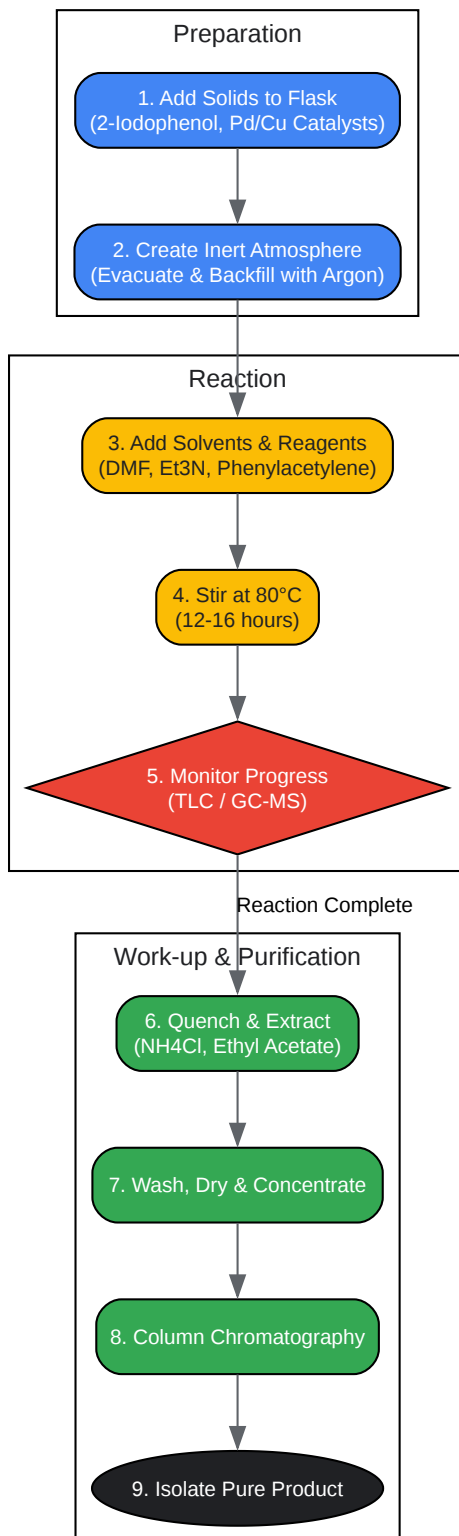 Preparation
1. Add Solids to Flask
(2-Iodophenol, Pd/Cu Catalysts)
2. Create Inert Atmosphere
(Evacuate & Backfill with Argon)
Reaction
3. Add Solvents & Reagents
(DMF, Et3N, Phenylacetylene)
4. Stir at 80°C
(12-16 hours)
5. Monitor Progress
(TLC / GC-MS)
Reaction Complete
Work-up & Purification
6. Quench & Extract
(NH4Cl, Ethyl Acetate)
7. Wash, Dry & Concentrate
8. Column Chromatography
9. Isolate Pure Product